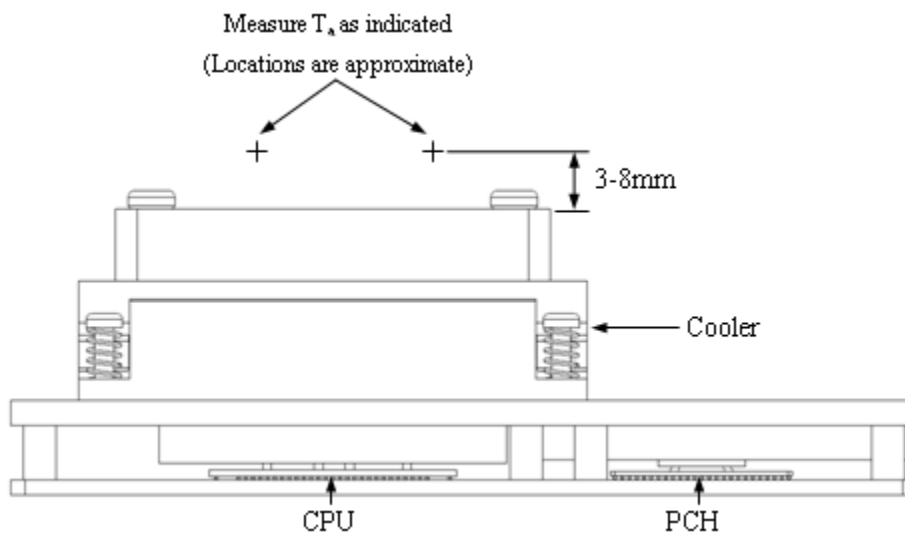 Measure Ta as indicated
(Locations are approximate)
3-8mm
Cooler
CPU
PCH